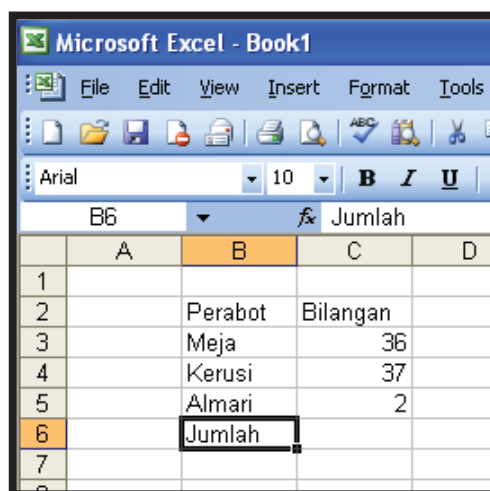 Microsoft Excel - Book1
File Edit View Insert Format Tools
ABC
Arial 10 B I U
B6 fx Jumlah
A B C D
1
2 Perabot Bilangan
3 Meja 36
4 Kerusi 37
5 Almari 2
6 Jumlah
7